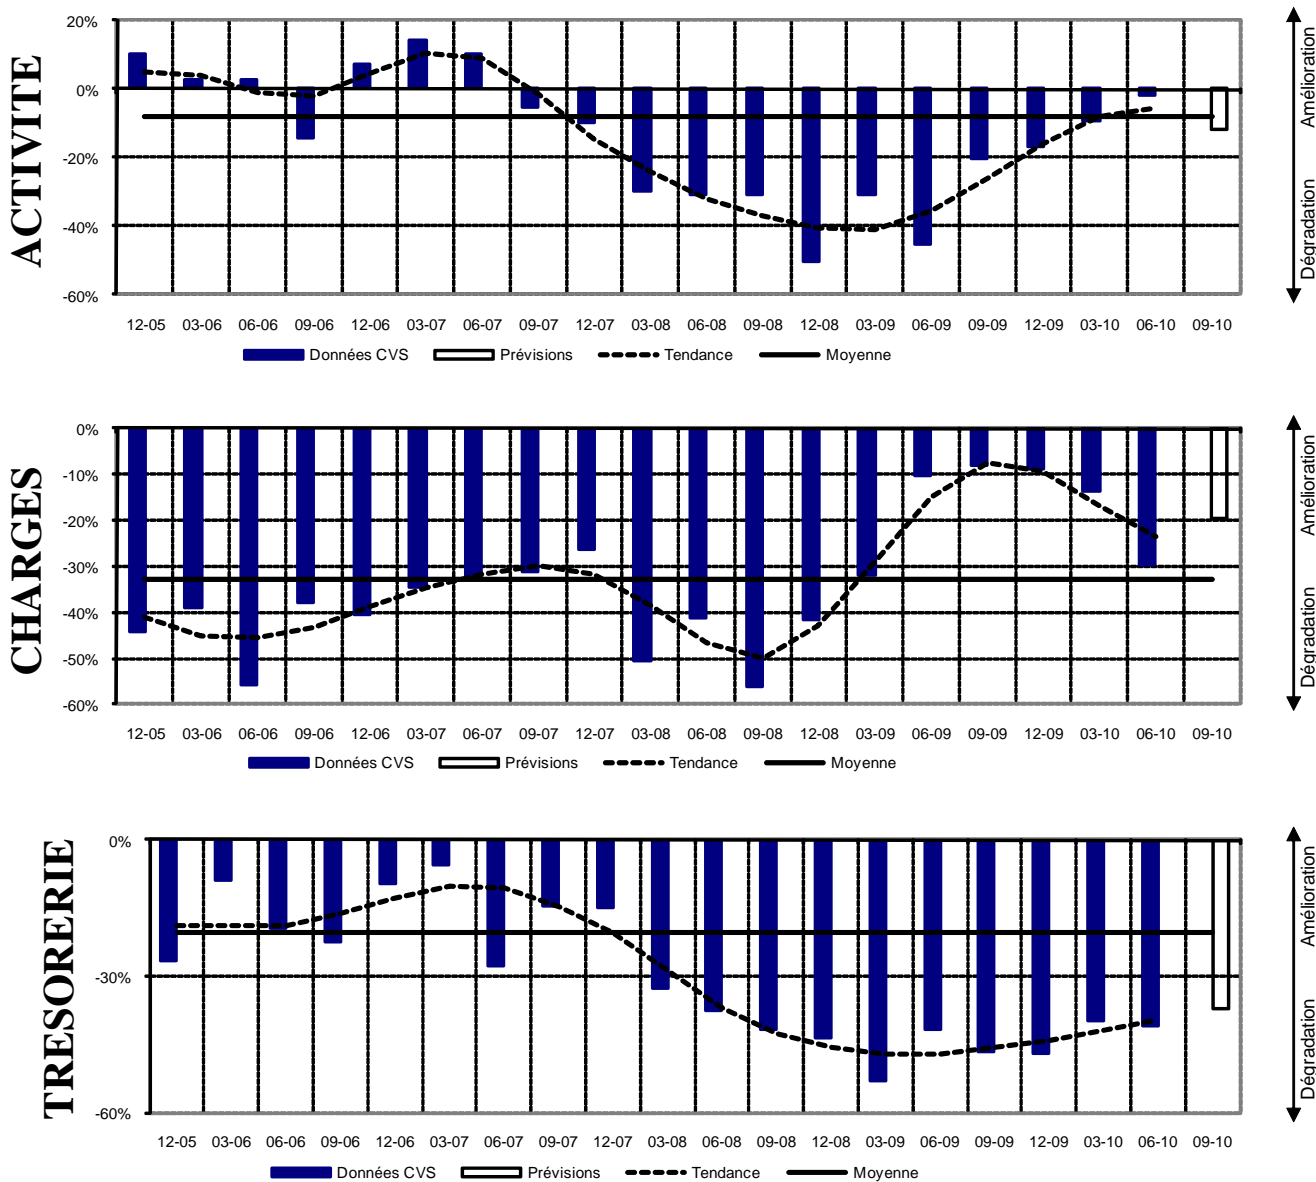 ACTIVITE
20%
0%
-20%
-40%
-60%
12-05 03-06 06-06 09-06 12-06 03-07 06-07 09-07 12-07 03-08 06-08 09-08 12-08 03-09 06-09 09-09 12-09 03-10 06-10 09-10
Données CVS Prévisions Tendance Moyenne
Amélioration
Dégradation
CHARGES
0%
-10%
-20%
-30%
-40%
-50%
-60%
12-05 03-06 06-06 09-06 12-06 03-07 06-07 09-07 12-07 03-08 06-08 09-08 12-08 03-09 06-09 09-09 12-09 03-10 06-10 09-10
Données CVS Prévisions Tendance Moyenne
Amélioration
Dégradation
TRESORERIE
0%
-30%
-60%
12-05 03-06 06-06 09-06 12-06 03-07 06-07 09-07 12-07 03-08 06-08 09-08 12-08 03-09 06-09 09-09 12-09 03-10 06-10 09-10
Données CVS Prévisions Tendance Moyenne
Amélioration
Dégradation